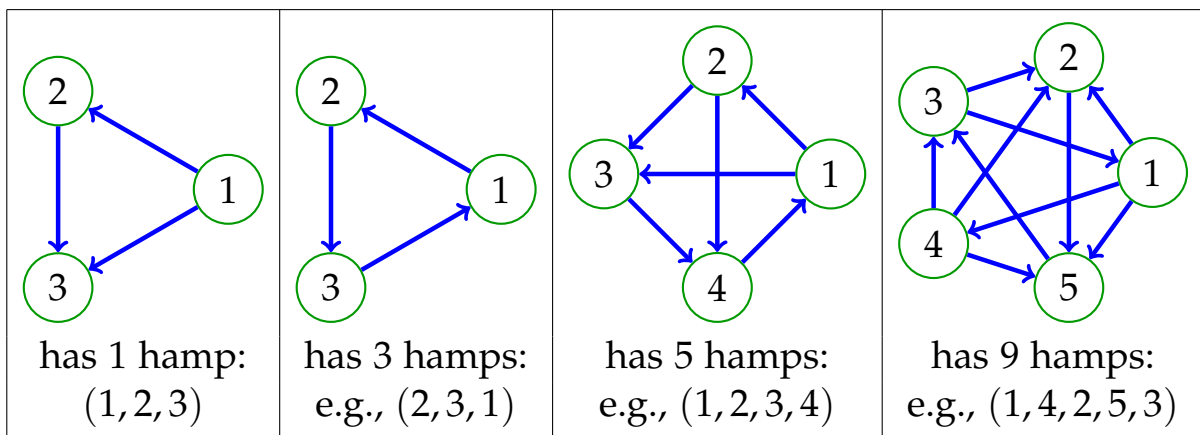 2
1
3
has 1 hamp:
(1, 2, 3)
2
1
3
has 3 hamps:
e.g., (2, 3, 1)
2
3
1
4
has 5 hamps:
e.g., (1, 2, 3, 4)
2
3
1
4
5
has 9 hamps:
e.g., (1, 4, 2, 5, 3)